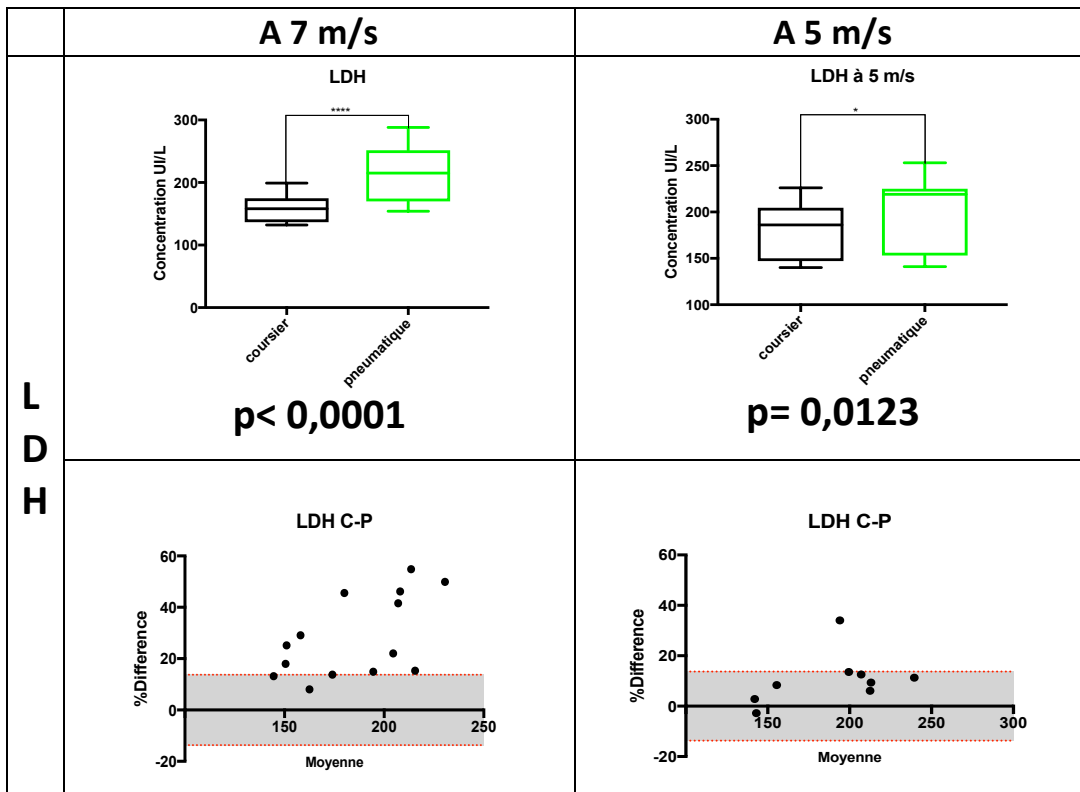 A 7 m/s
A 5 m/s
L
D
H
LDH
****
300
200
100
0
Concentration UI/L
coursier
pneumatique
p< 0,0001
LDH à 5 m/s
*
300
250
200
150
100
Concentration UI/L
coursier
pneumatique
p= 0,0123
LDH C-P
60
40
20
0
-20
%Difference
150
200
250
Moyenne
LDH C-P
60
40
20
0
-20
%Difference
150
200
250
300
Moyenne